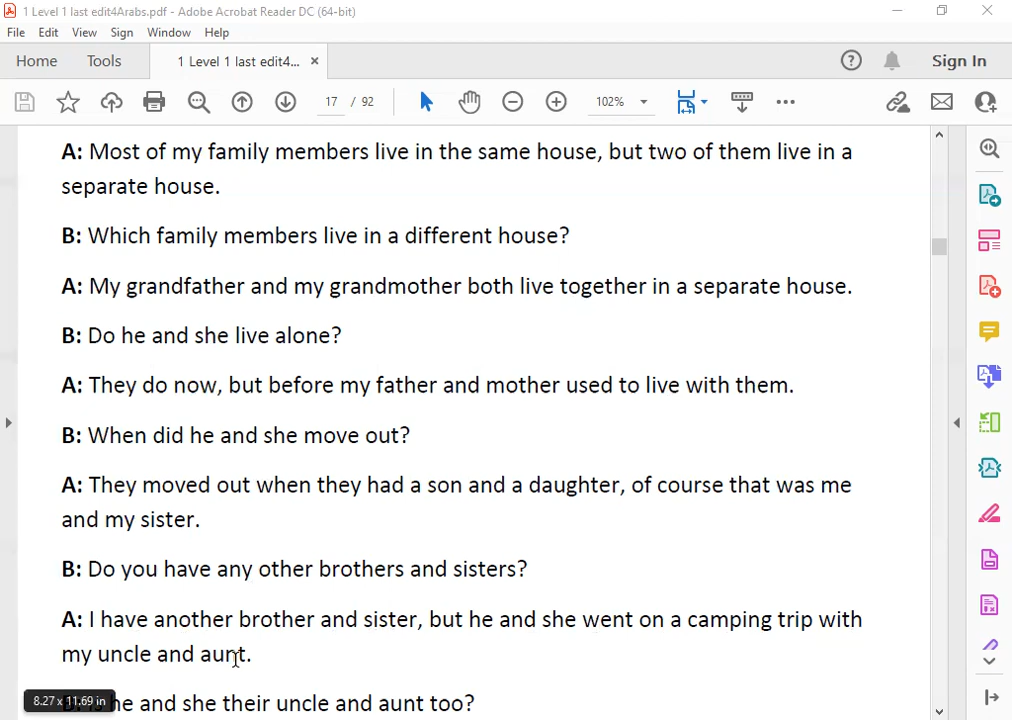 1 Level 1 last edit4Arabs.pdf - Adobe Acrobat Reader DC (64-bit)
File Edit View Sign Window Help
Home Tools 1 Level 1 last edit4... × Sign In
17 / 92 102%
A: Most of my family members live in the same house, but two of them live in a
separate house.
B: Which family members live in a different house?
A: My grandfather and my grandmother both live together in a separate house.
B: Do he and she live alone?
A: They do now, but before my father and mother used to live with them.
B: When did he and she move out?
A: They moved out when they had a son and a daughter, of course that was me
and my sister.
B: Do you have any other brothers and sisters?
A: I have another brother and sister, but he and she went on a camping trip with
my uncle and aunt.
8.27 x 11.69 in
he and she their uncle and aunt too?